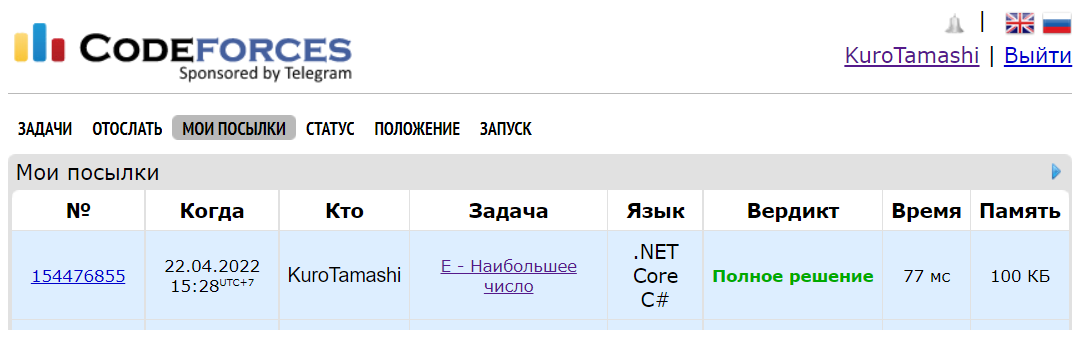 CODEFORCES
Sponsored by Telegram
|
KuroTamashi | Выйти
ЗАДАЧИ ОТОСЛАТЬ МОИ ПОСЫЛКИ СТАТУС ПОЛОЖЕНИЕ ЗАПУСК
Мои посылки
№ Когда Кто Задача Язык Вердикт Время Память
154476855 22.04.2022 15:28UTC+7 KuroTamashi E - Наибольшее число .NET Core C# Полное решение 77 мс 100 КБ